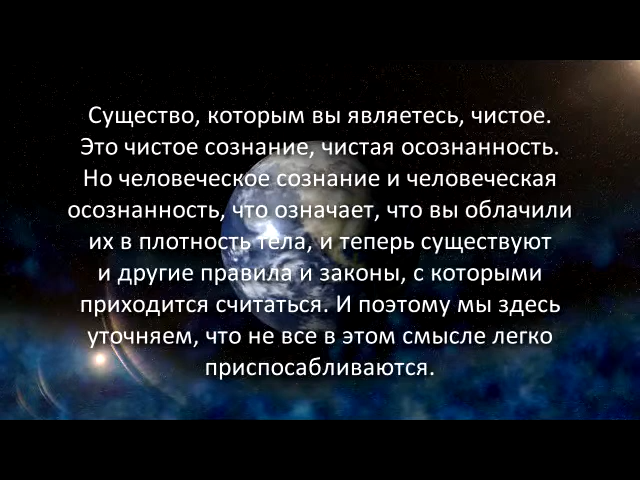 Существо, которым вы являетесь, чистое.
Это чистое сознание, чистая осознанность.
Но человеческое сознание и человеческая
осознанность, что означает, что вы облачили
их в плотность тела, и теперь существуют
и другие правила и законы, с которыми
приходится считаться. И поэтому мы здесь
уточняем, что не все в этом смысле легко
приспосабливаются.